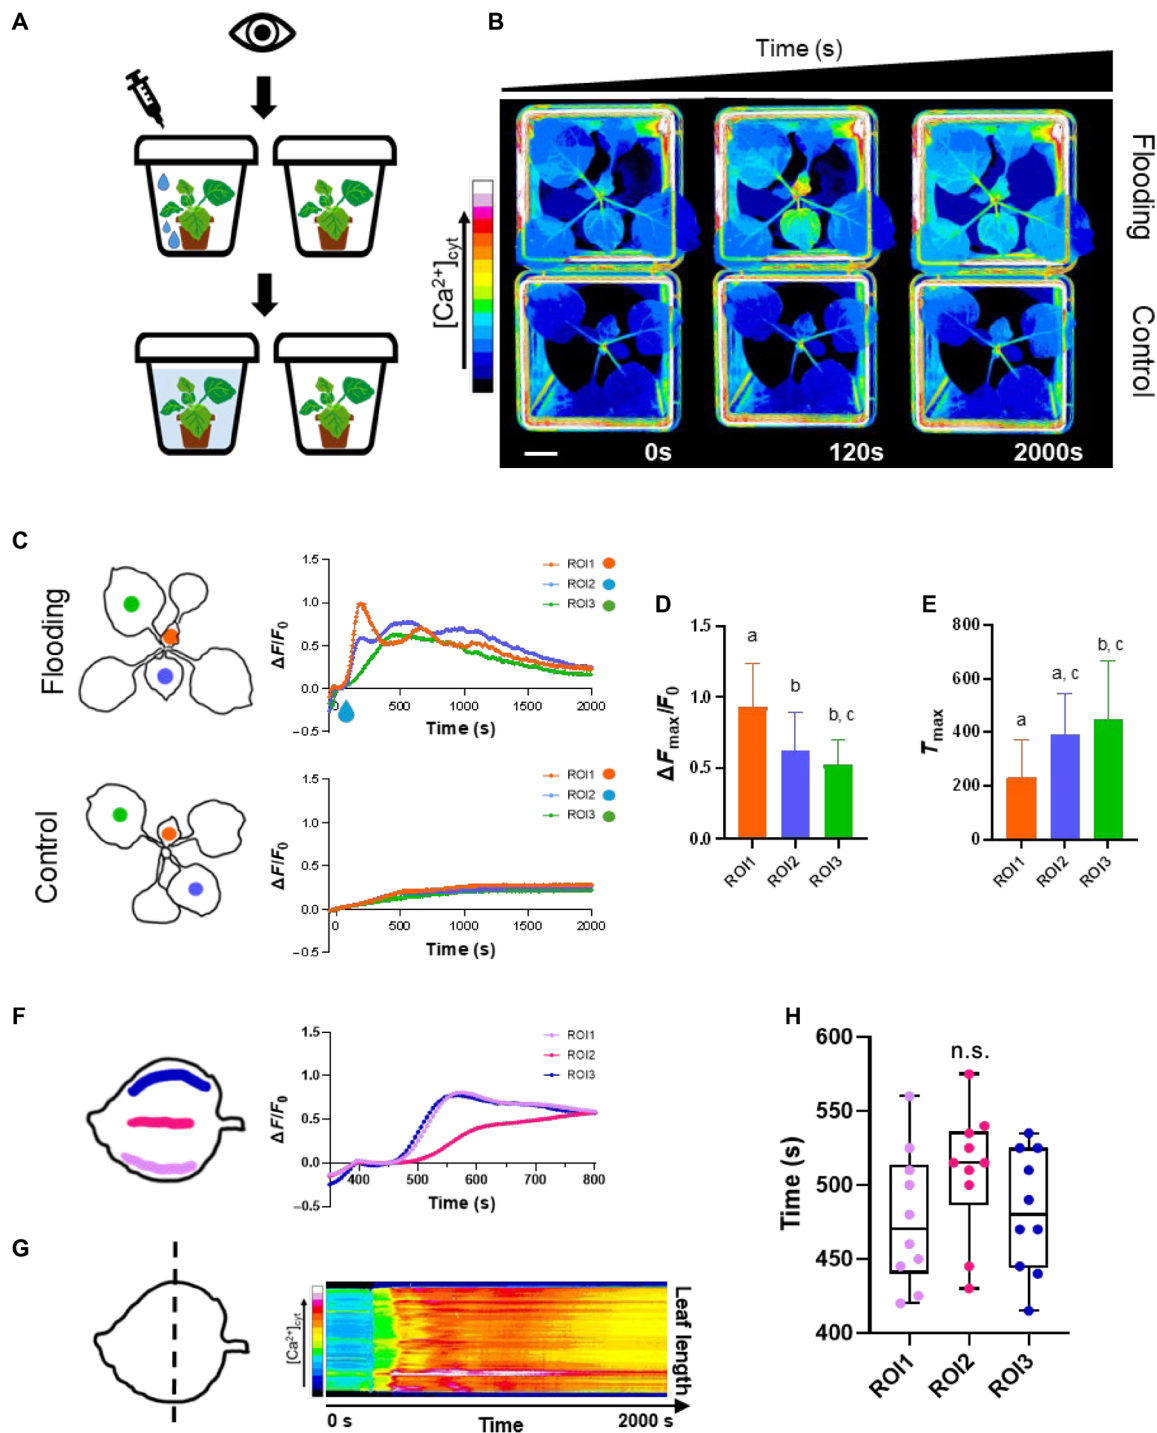 A
B
Time (s)
Flooding
Control
[Ca²⁺]cyt
0s
120s
2000s
C
Flooding
1.5
1.0
0.5
0.0
−0.5
ΔF/F₀
0
500
1000
1500
2000
Time (s)
ROI1
ROI2
ROI3
Control
1.5
1.0
0.5
0.0
−0.5
ΔF/F₀
0
500
1000
1500
2000
Time (s)
ROI1
ROI2
ROI3
D
1.5
1.0
0.5
0.0
ΔFmax/F₀
a
b
b, c
ROI1
ROI2
ROI3
E
800
600
400
200
0
Tmax
a
a, c
b, c
ROI1
ROI2
ROI3
F
1.5
1.0
0.5
0.0
−0.5
ΔF/F₀
400
500
600
700
800
Time (s)
ROI1
ROI2
ROI3
G
[Ca²⁺]cyt
Leaf length
0 s
Time
2000 s
H
600
550
500
450
400
Time (s)
n.s.
ROI1
ROI2
ROI3